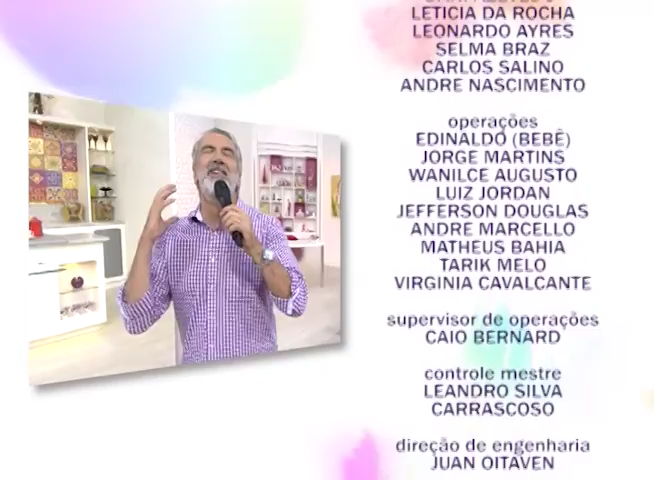 LETICIA DA ROCHA
LEONARDO AYRES
SELMA BRAZ
CARLOS SALINO
ANDRE NASCIMENTO
operações
EDINALDO (BEBÊ)
JORGE MARTINS
WANILCE AUGUSTO
LUIZ JORDAN
JEFFERSON DOUGLAS
ANDRE MARCELLO
MATHEUS BAHIA
TARIK MELO
VIRGINIA CAVALCANTE
supervisor de operações
CAIO BERNARD
controle mestre
LEANDRO SILVA
CARRASCOSO
direção de engenharia
JUAN OITAVEN